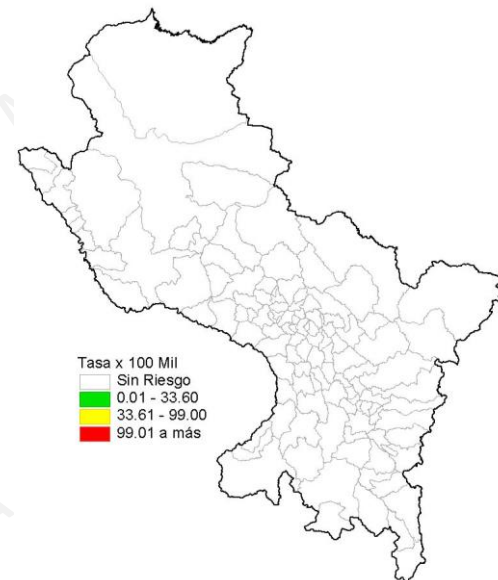 Tasa x 100 Mil
Sin Riesgo
0.01 - 33.60
33.61 - 99.00
99.01 a más